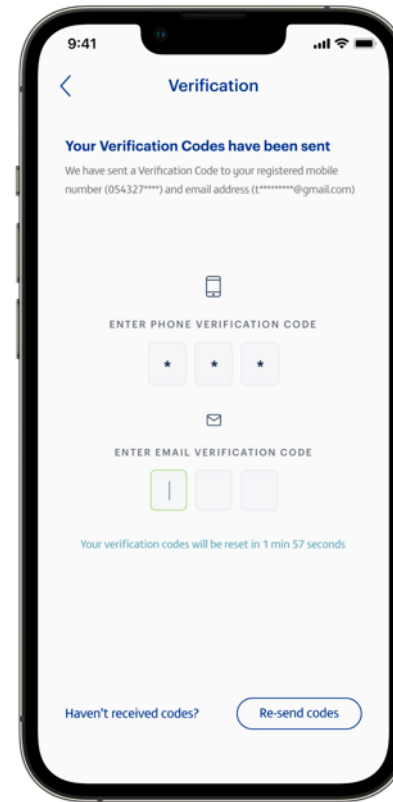 9:41
Verification
Your Verification Codes have been sent
We have sent a Verification Code to your registered mobile
number (054327****) and email address (t*********@gmail.com)
ENTER PHONE VERIFICATION CODE
* * *
ENTER EMAIL VERIFICATION CODE
Your verification codes will be reset in 1 min 57 seconds
Haven't received codes?
Re-send codes